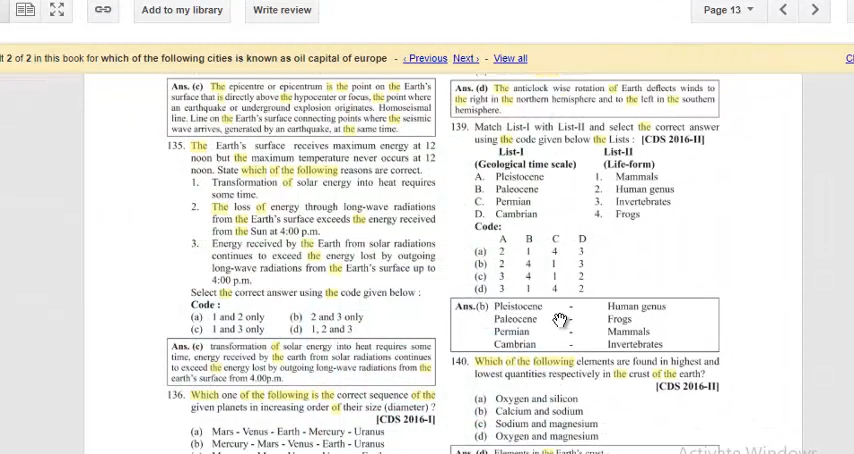 Add to my library
Write review
Page 13
t 2 of 2 in this book for which of the following cities is known as oil capital of europe - ‹ Previous Next › - View all
Ans. (c) The epicentre or epicentrum is the point on the Earth's
surface that is directly above the hypocenter or focus, the point where
an earthquake or underground explosion originates. Homoseismal
line. Line on the Earth's surface connecting points where the seismic
wave arrives, generated by an earthquake, at the same time.
135. The Earth's surface receives maximum energy at 12
noon but the maximum temperature never occurs at 12
noon. State which of the following reasons are correct.
1. Transformation of solar energy into heat requires
some time.
2. The loss of energy through long-wave radiations
from the Earth's surface exceeds the energy received
from the Sun at 4:00 p.m.
3. Energy received by the Earth from solar radiations
continues to exceed the energy lost by outgoing
long-wave radiations from the Earth's surface up to
4:00 p.m.
Select the correct answer using the code given below :
Code :
(a) 1 and 2 only (b) 2 and 3 only
(c) 1 and 3 only (d) 1, 2 and 3
Ans. (c) transformation of solar energy into heat requires some
time, energy received by the earth from solar radiations continues
to exceed the energy lost by outgoing long-wave radiations from the
earth's surface from 4.00p.m.
136. Which one of the following is the correct sequence of the
given planets in increasing order of their size (diameter) ?
[CDS 2016-I]
(a) Mars - Venus - Earth - Mercury - Uranus
(b) Mercury - Mars - Venus - Earth - Uranus
Ans. (d) The anticlock wise rotation of Earth deflects winds to
the right in the northern hemisphere and to the left in the southern
hemisphere.
139. Match List-I with List-II and select the correct answer
using the code given below the Lists : [CDS 2016-II]
List-I List-II
(Geological time scale) (Life-form)
A. Pleistocene 1. Mammals
B. Paleocene 2. Human genus
C. Permian 3. Invertebrates
D. Cambrian 4. Frogs
Code:
A B C D
(a) 2 1 4 3
(b) 2 4 1 3
(c) 3 4 1 2
(d) 3 1 4 2
Ans.(b) Pleistocene - Human genus
Paleocene - Frogs
Permian - Mammals
Cambrian - Invertebrates
140. Which of the following elements are found in highest and
lowest quantities respectively in the crust of the earth?
[CDS 2016-II]
(a) Oxygen and silicon
(b) Calcium and sodium
(c) Sodium and magnesium
(d) Oxygen and magnesium
Ans. (d) Elements in the Earth's crust
Activate Windows